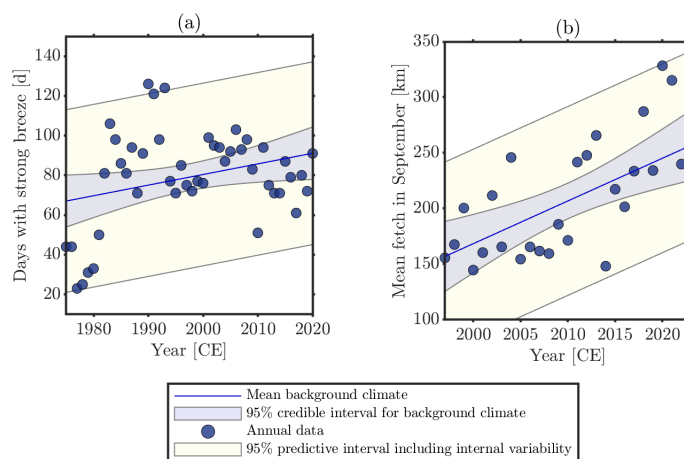 (a)
Days with strong breeze [d]
140
120
100
80
60
40
20
1980
1990
2000
2010
2020
Year [CE]
(b)
Mean fetch in September [km]
350
300
250
200
150
100
2000
2005
2010
2015
2020
Year [CE]
Mean background climate
95% credible interval for background climate
Annual data
95% predictive interval including internal variability